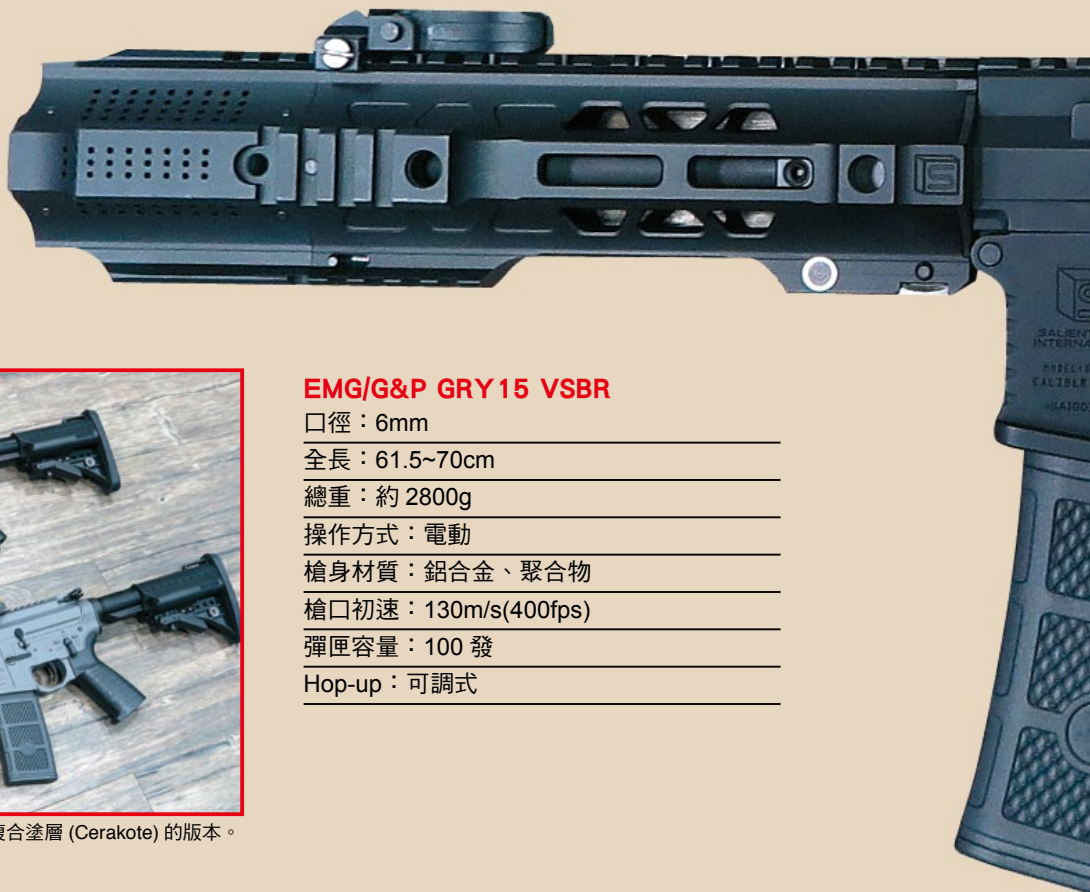 EMG/G&P GRY15 VSBR
口徑：6mm
全長：61.5~70cm
總重：約 2800g
操作方式：電動
槍身材質：鋁合金、聚合物
槍口初速：130m/s(400fps)
彈匣容量：100 發
Hop-up：可調式
合塗層 (Cerakote) 的版本。
S
SALIENT
CALIBER